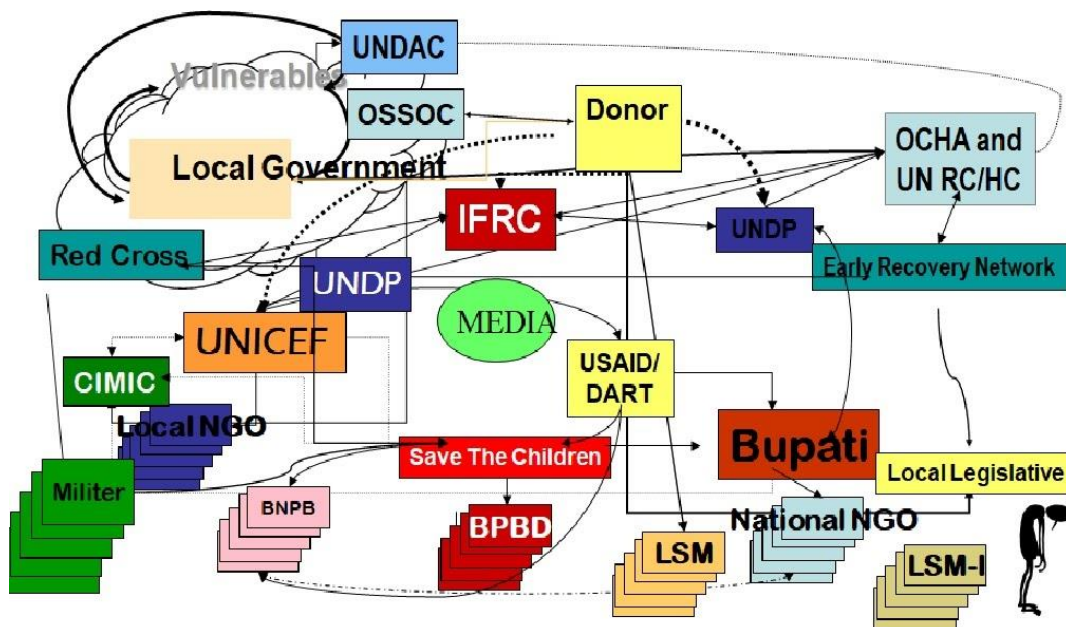 UNDAC
Vulnerables
OSSOC
Donor
OCHA and
UN RC/HC
Local Government
IFRC
UNDP
Red Cross
Early Recovery Network
UNDP
MEDIA
UNICEF
USAID/
DART
CIMIC
Local NGO
Bupati
Save The Children
Local Legislative
Militer
BNPB
BPBD
National NGO
LSM
LSM-I